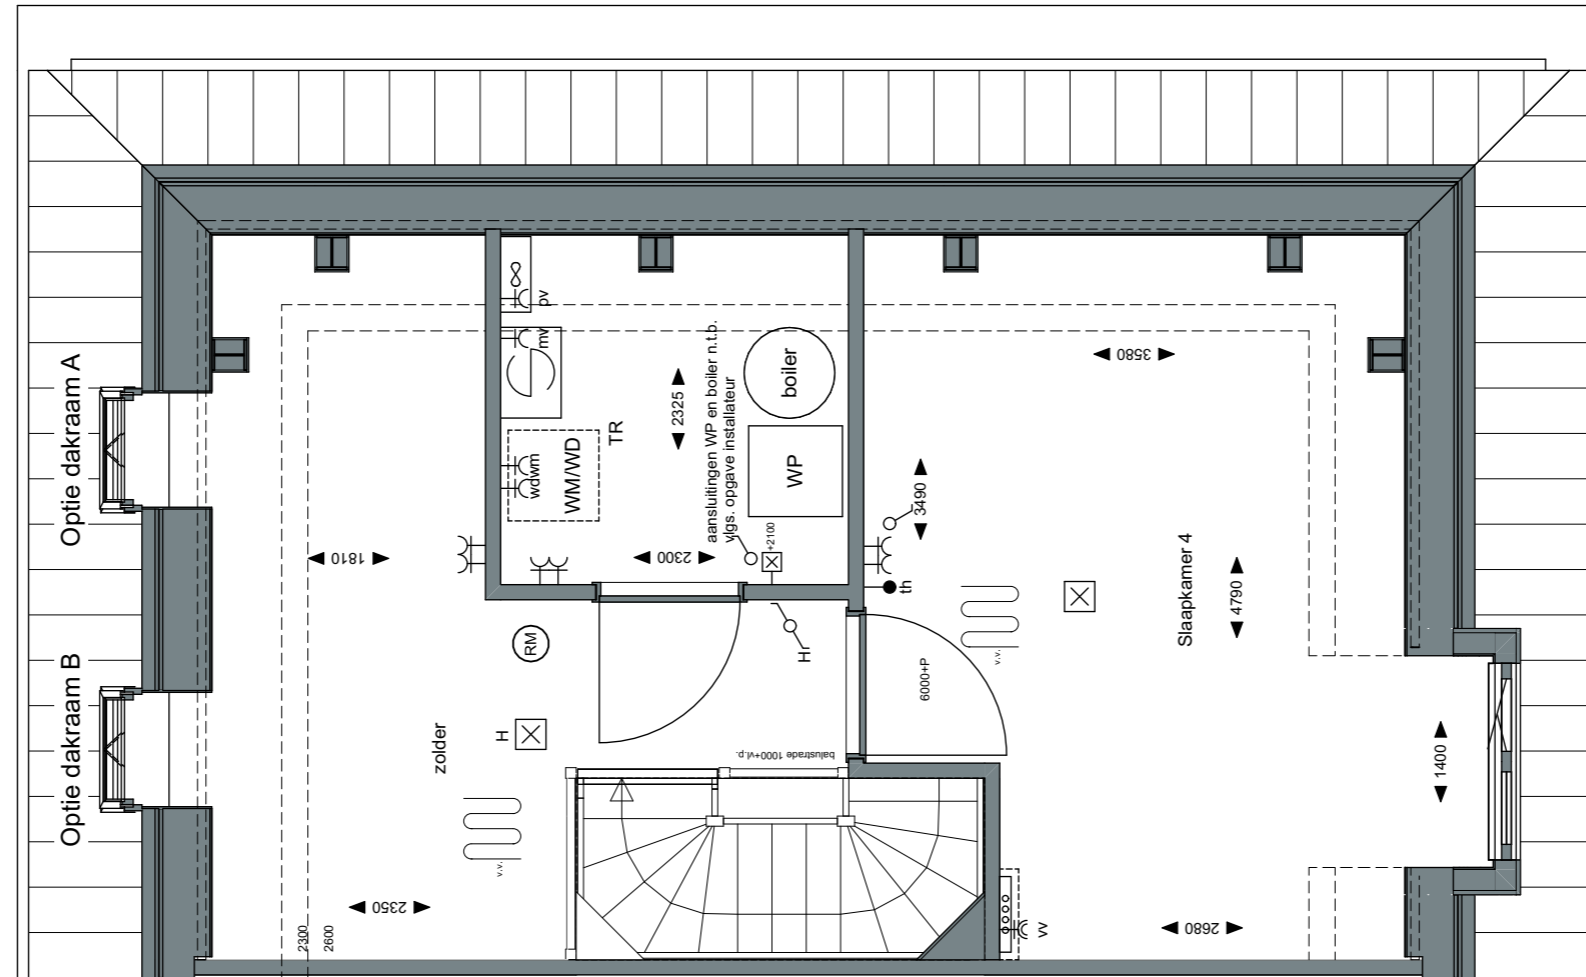 Optie dakraam A
Optie dakraam B
pv
mv
wdwm
WM/WD
TR
2325
aansluitingen WP en boiler n.t.b.
vlgs. opgave installateur
boiler
WP
+2100
2300
1810
3580
3490
th
v.v.
Slaapkamer 4
4790
6000+P
1400
RM
Hr
H
zolder
balustrade 1000+vl.p.
v.v.
2350
2300
2600
vv
2680